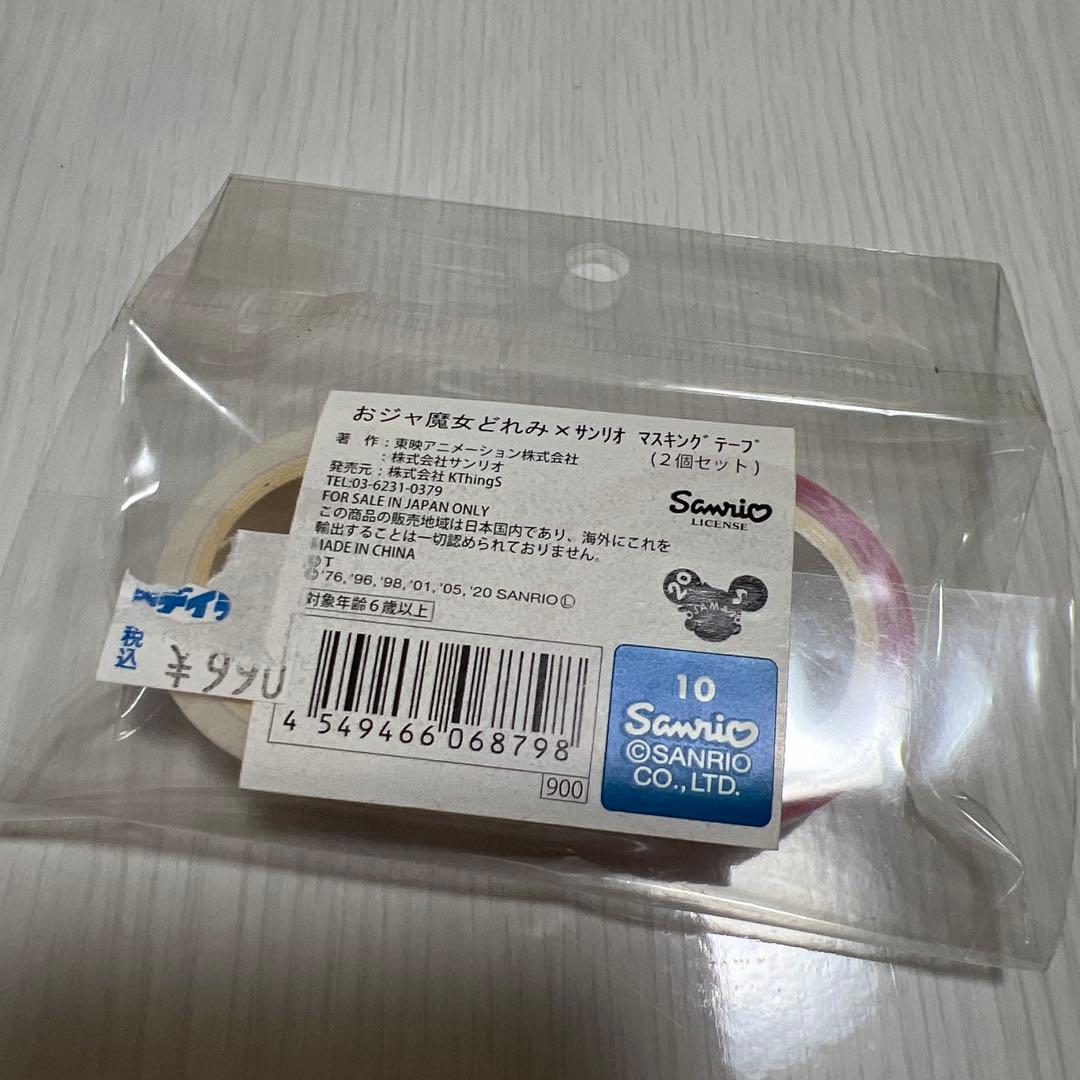 おジャ魔女どれみ×サンリオ マスキングテープ
(2個セット)
著 作：東映アニメーション株式会社
：株式会社サンリオ
発売元：株式会社 KThingS
TEL:03-6231-0379
FOR SALE IN JAPAN ONLY
この商品の販売地域は日本国内であり、海外にこれを
輸出することは一切認められておりません。
MADE IN CHINA
T
'76, '96, '98, '01, '05, '20 SANRIO Ⓛ
対象年齢6歳以上
Sanrio
LICENSE
20
税込
¥990
4 549466 068798
900
10
Sanrio
©SANRIO
CO.,LTD.